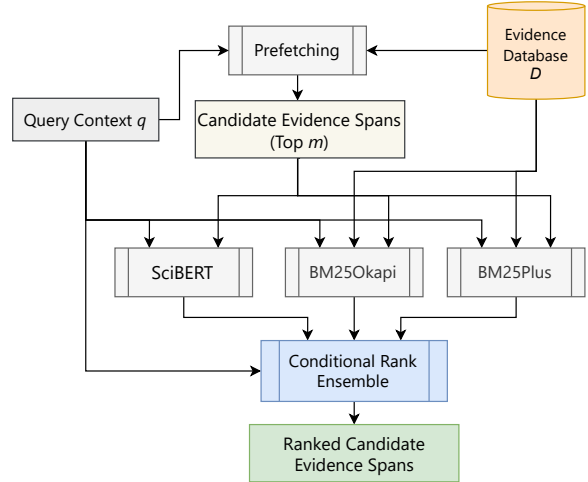 Prefetching
Evidence
Database
D
Query Context q
Candidate Evidence Spans
(Top m)
SciBERT
BM25Okapi
BM25Plus
Conditional Rank
Ensemble
Ranked Candidate
Evidence Spans